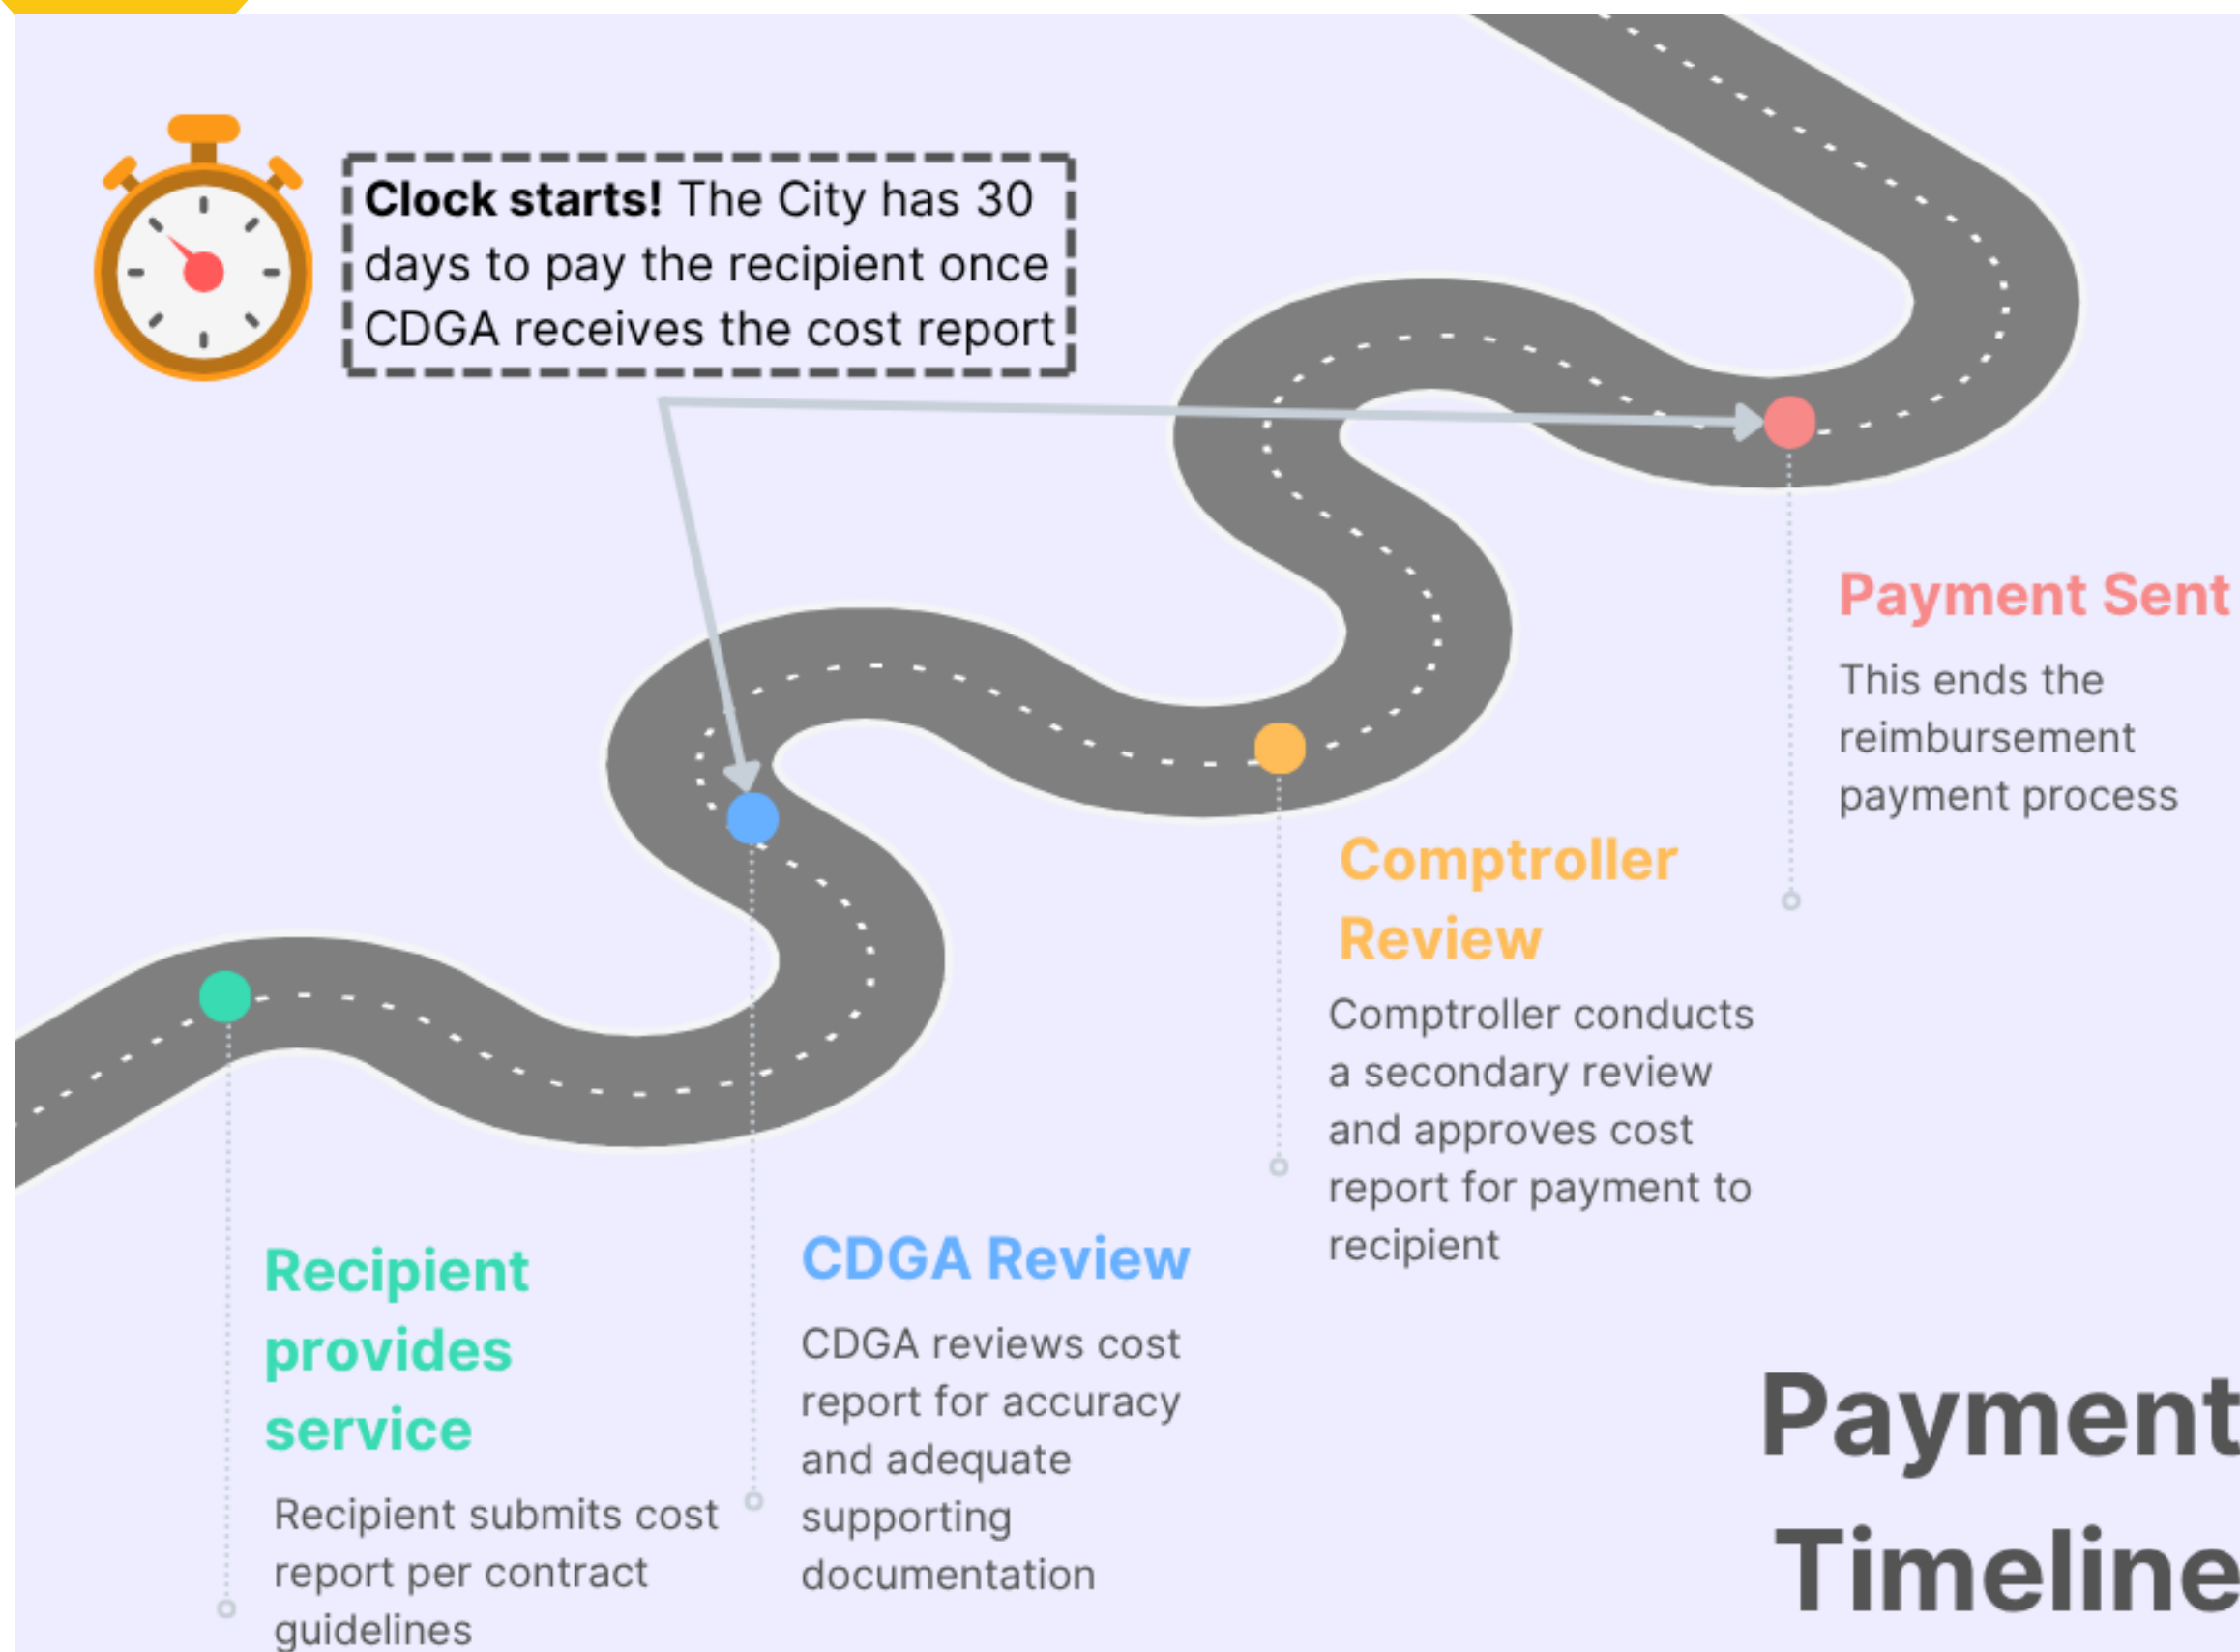 Clock starts! The City has 30
days to pay the recipient once
CDGA receives the cost report
Payment Sent
This ends the
reimbursement
payment process
Comptroller
Review
Comptroller conducts
a secondary review
and approves cost
report for payment to
recipient
Recipient
provides
service
Recipient submits cost
report per contract
guidelines
CDGA Review
CDGA reviews cost
report for accuracy
and adequate
supporting
documentation
Payment
Timeline